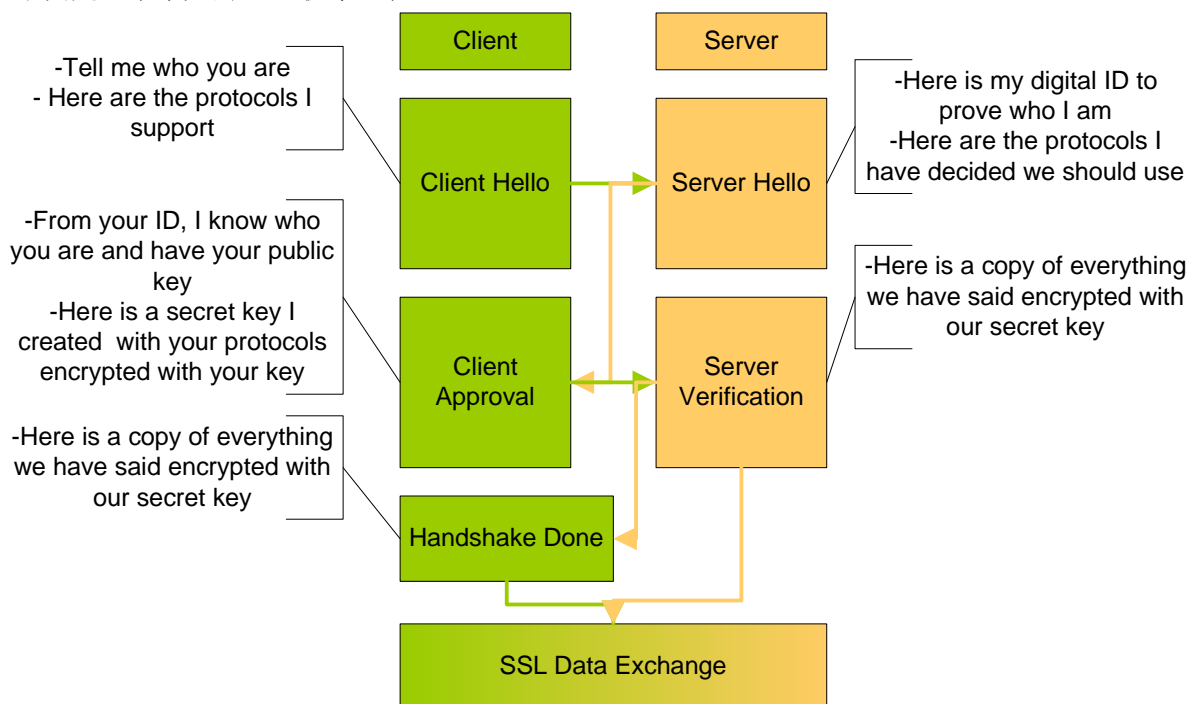 Client
Server
-Tell me who you are
- Here are the protocols I
support
-Here is my digital ID to
prove who I am
-Here are the protocols I
have decided we should use
Client Hello
Server Hello
-From your ID, I know who
you are and have your public
key
-Here is a secret key I
created  with your protocols
encrypted with your key
-Here is a copy of everything
we have said encrypted with
our secret key
Client
Approval
Server
Verification
-Here is a copy of everything
we have said encrypted with
our secret key
Handshake Done
SSL Data Exchange